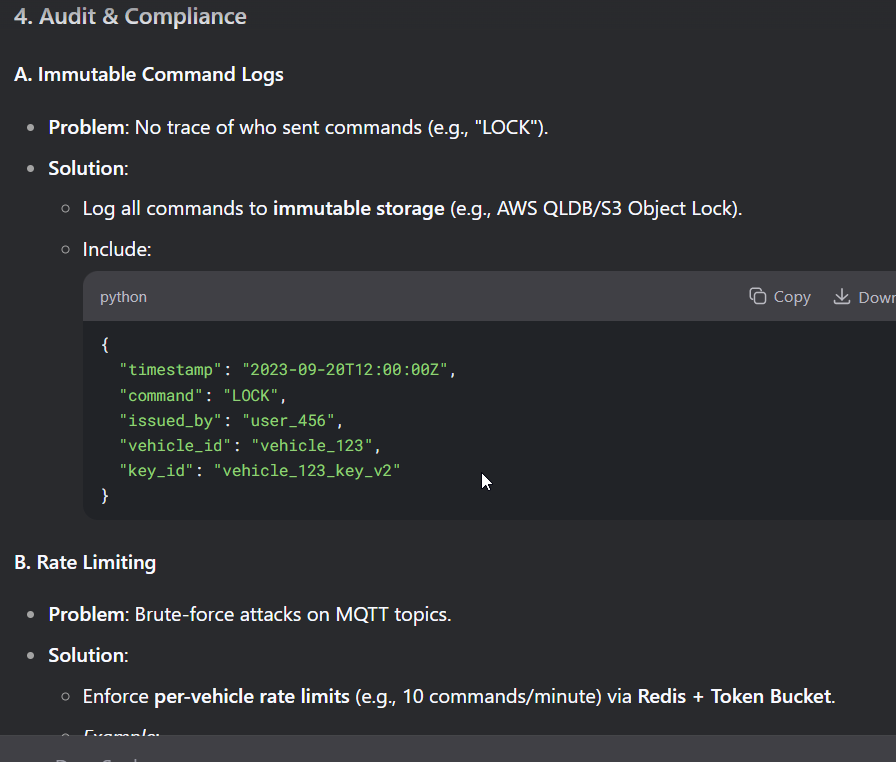 4. Audit & Compliance
A. Immutable Command Logs
Problem: No trace of who sent commands (e.g., "LOCK").
Solution:
Log all commands to immutable storage (e.g., AWS QLDB/S3 Object Lock).
Include:
python Copy
{
"timestamp": "2023-09-20T12:00:00Z",
"command": "LOCK",
"issued_by": "user_456",
"vehicle_id": "vehicle_123",
"key_id": "vehicle_123_key_v2"
}
B. Rate Limiting
Problem: Brute-force attacks on MQTT topics.
Solution:
Enforce per-vehicle rate limits (e.g., 10 commands/minute) via Redis + Token Bucket.
Example: